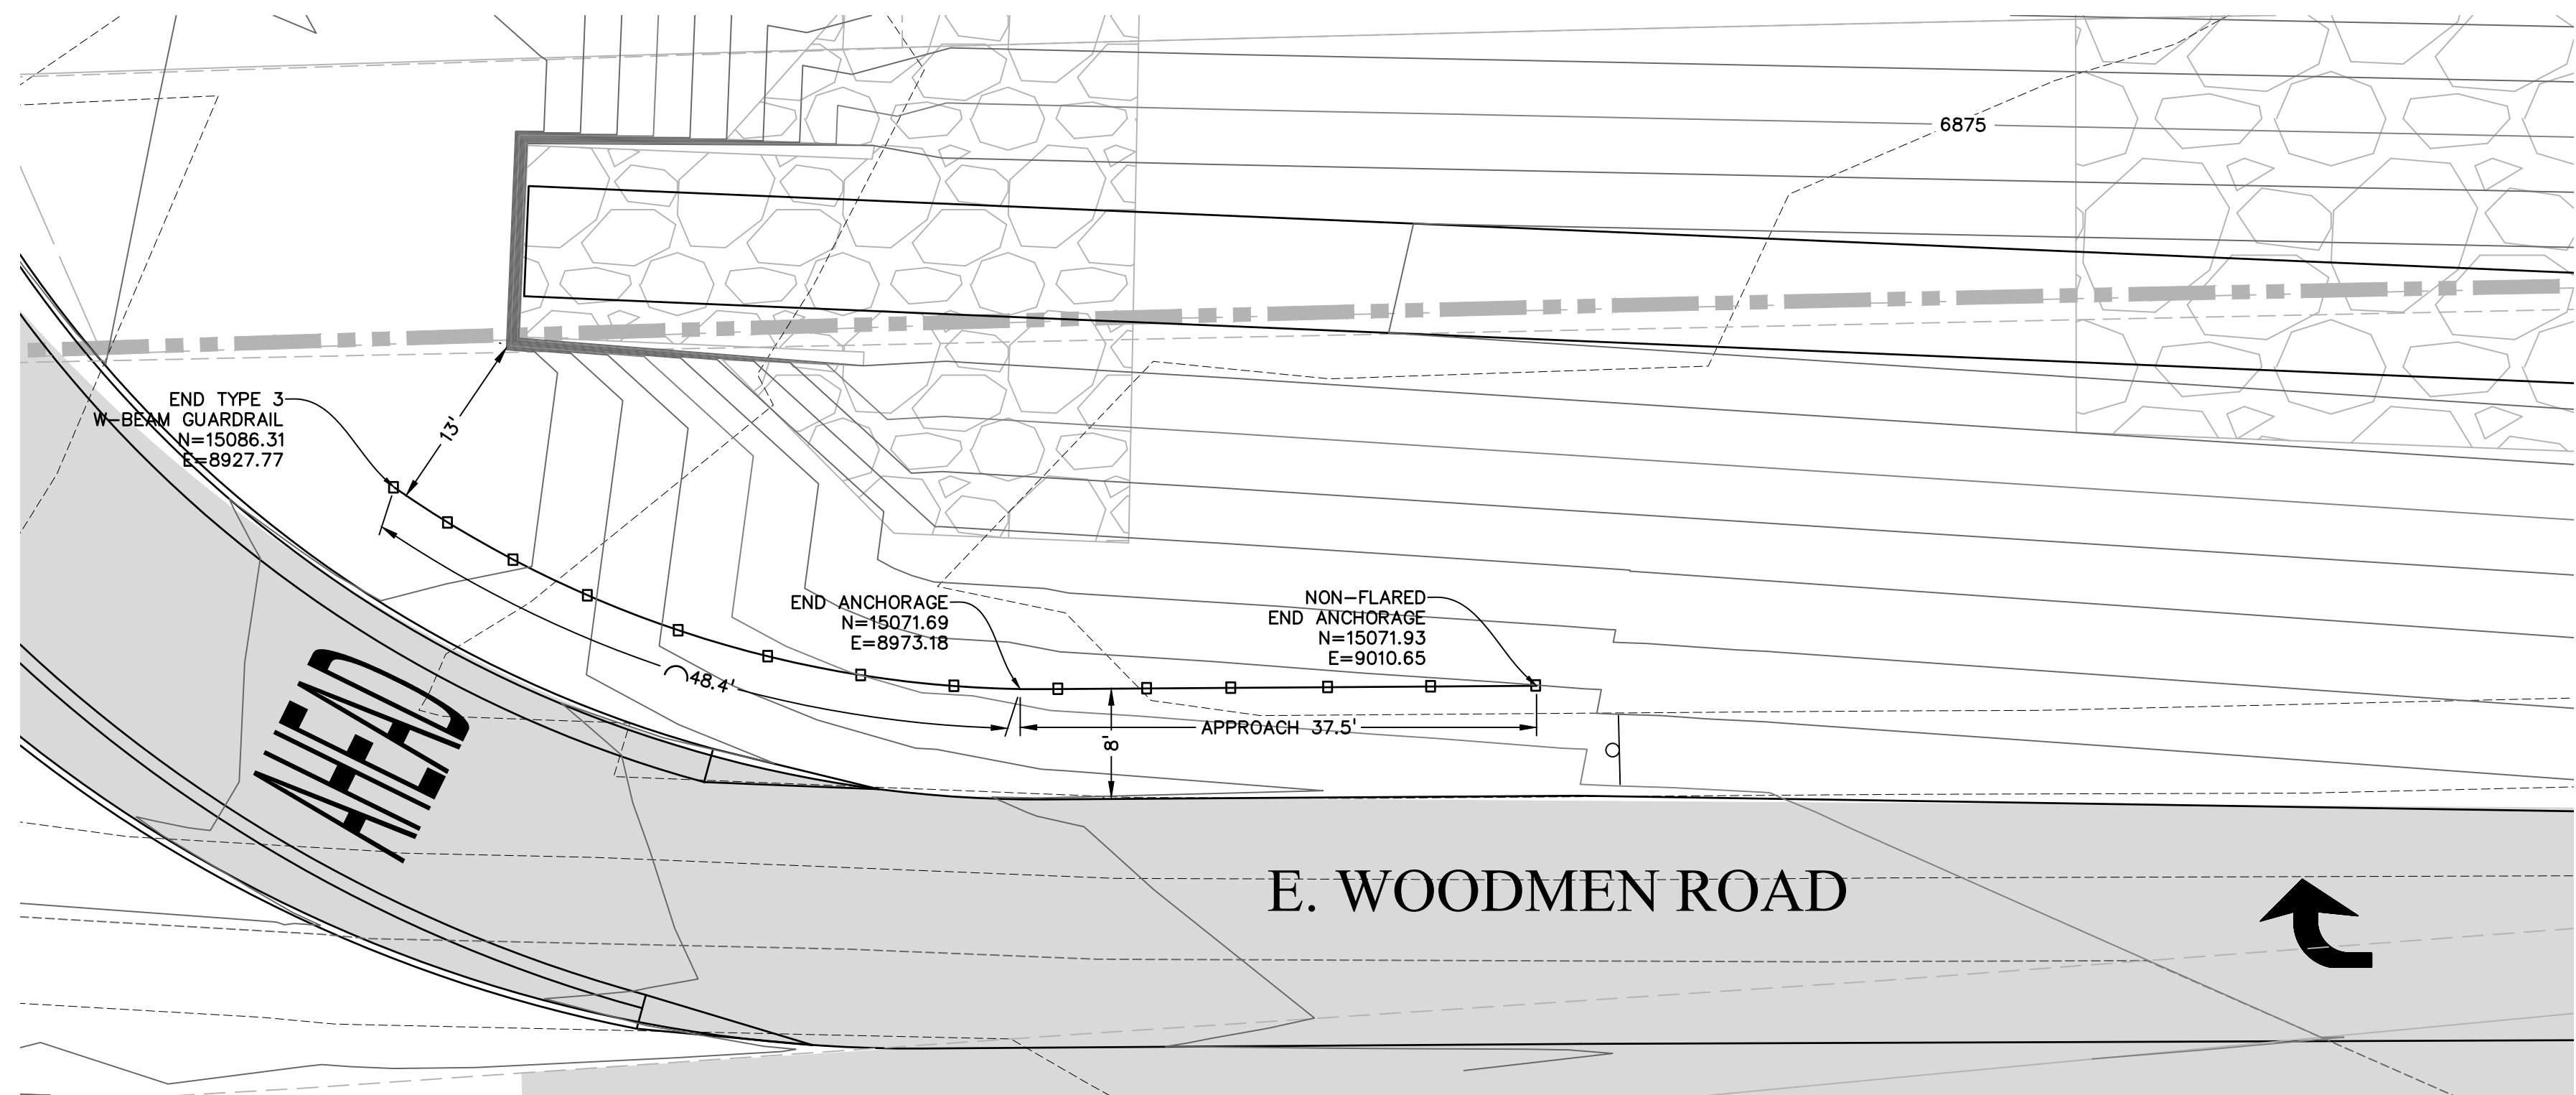 6875
END TYPE 3
W-BEAM GUARDRAIL
N=15086.31
E=8927.77
13'
END ANCHORAGE
N=15071.69
E=8973.18
NON-FLARED
END ANCHORAGE
N=15071.93
E=9010.65
48.4'
APPROACH 37.5'
8'
AHEAD
E. WOODMEN ROAD